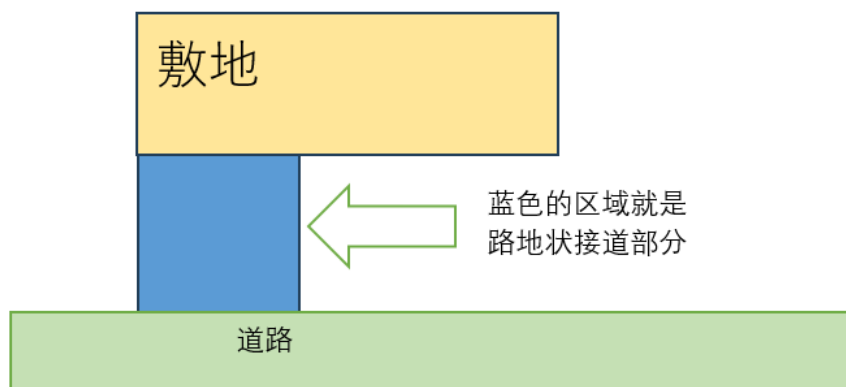 敷地
蓝色的区域就是
路地状接道部分
道路